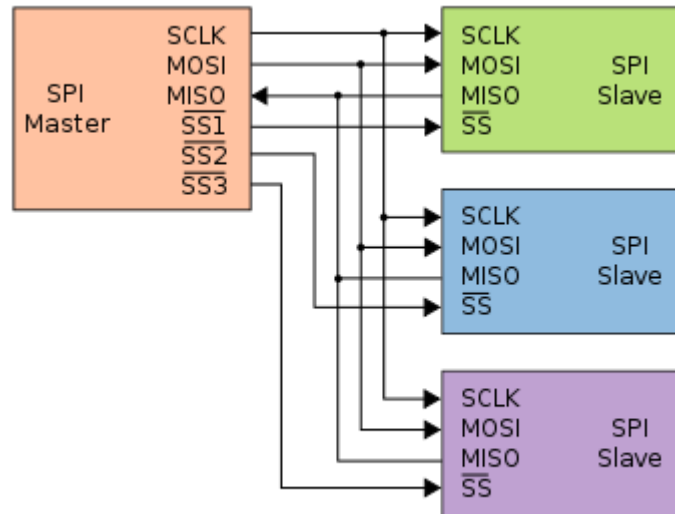 SCLK
MOSI
MISO
SS1
SS2
SS3
SPI
Master
SCLK
MOSI
MISO
SS
SPI
Slave
SCLK
MOSI
MISO
SS
SPI
Slave
SCLK
MOSI
MISO
SS
SPI
Slave